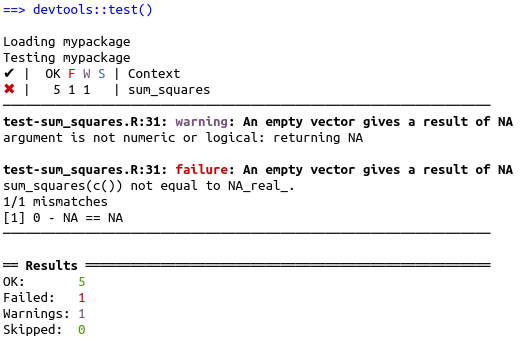 ==> devtools::test()
Loading mypackage
Testing mypackage
✔ | OK F W S | Context
✖ | 5 1 1 | sum_squares
test-sum_squares.R:31: warning: An empty vector gives a result of NA
argument is not numeric or logical: returning NA
test-sum_squares.R:31: failure: An empty vector gives a result of NA
sum_squares(c()) not equal to NA_real_.
1/1 mismatches
[1] 0 - NA == NA
══ Results ══════════════════════════════════════════════════════
OK: 5
Failed: 1
Warnings: 1
Skipped: 0